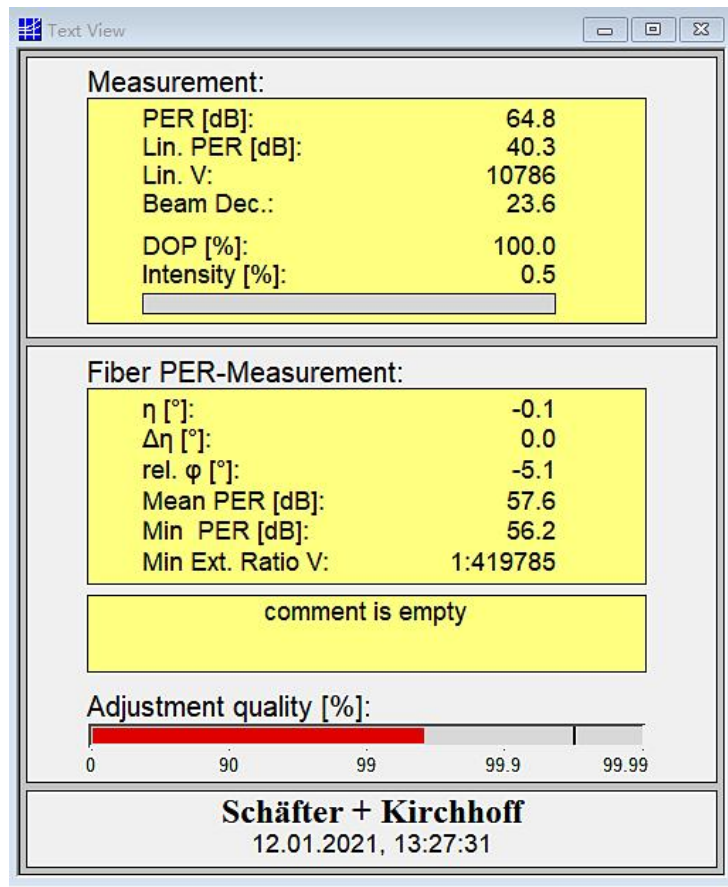 Text View
Measurement:
PER [dB]: 64.8
Lin. PER [dB]: 40.3
Lin. V: 10786
Beam Dec.: 23.6
DOP [%]: 100.0
Intensity [%]: 0.5
Fiber PER-Measurement:
η [°]: -0.1
Δη [°]: 0.0
rel. φ [°]: -5.1
Mean PER [dB]: 57.6
Min PER [dB]: 56.2
Min Ext. Ratio V: 1:419785
comment is empty
Adjustment quality [%]:
0 90 99 99.9 99.99
Schäfter + Kirchhoff
12.01.2021, 13:27:31